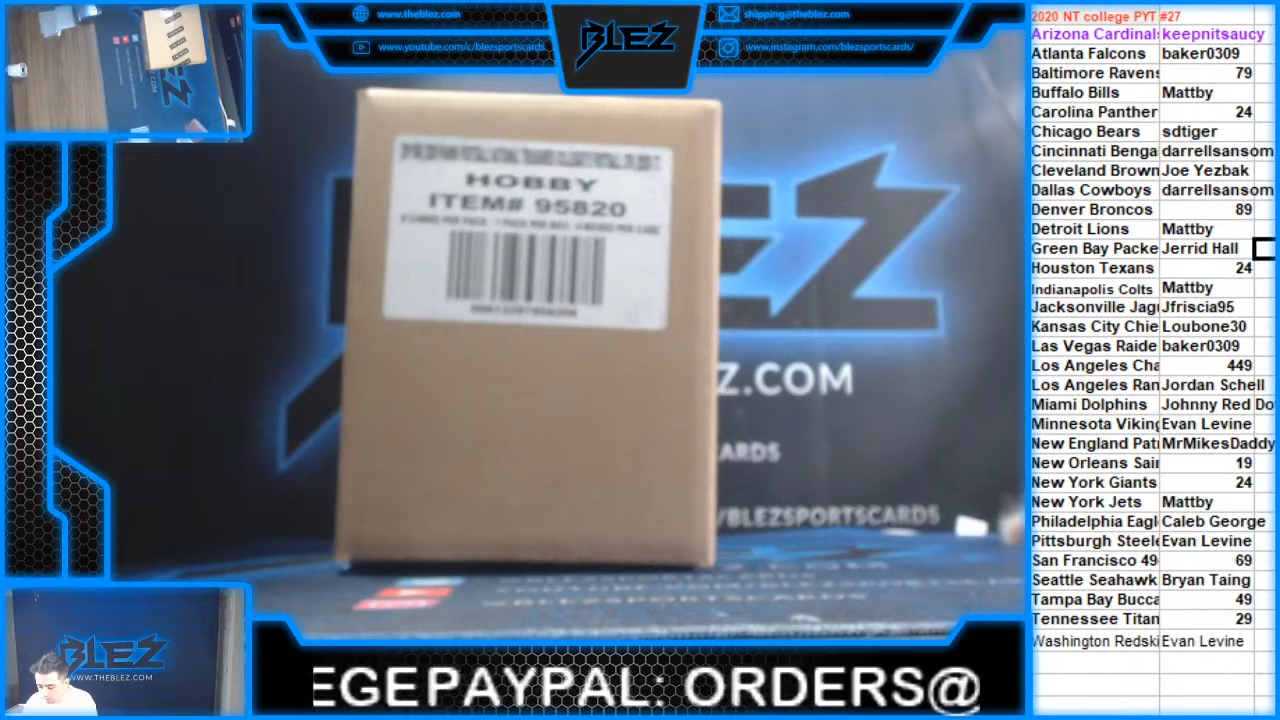 www.theblez.com
www.youtube.com/c/blezsportscards
BLEZ
shipping@theblez.com
www.instagram.com/blezsportscards/
HOBBY
ITEM# 95820
EZ
Z.COM
ARDS
/BLEZSPORTSCARDS
BLEZ
WWW.THEBLEZ.COM
EGEPAYPAL: ORDERS@
2020 NT college PYT #27
Arizona Cardinals keepnitsaucy
Atlanta Falcons baker0309
Baltimore Ravens 79
Buffalo Bills Mattby
Carolina Panther 24
Chicago Bears sdtiger
Cincinnati Benga darrellsansom
Cleveland Brown Joe Yezbak
Dallas Cowboys darrellsansom
Denver Broncos 89
Detroit Lions Mattby
Green Bay Packe Jerrid Hall
Houston Texans 24
Indianapolis Colts Mattby
Jacksonville Jagu Jfriscia95
Kansas City Chie Loubone30
Las Vegas Raide baker0309
Los Angeles Cha 449
Los Angeles Ran Jordan Schell
Miami Dolphins Johnny Red Do
Minnesota Viking Evan Levine
New England Patr MrMikesDaddy
New Orleans Sain 19
New York Giants 24
New York Jets Mattby
Philadelphia Eagl Caleb George
Pittsburgh Steele Evan Levine
San Francisco 49 69
Seattle Seahawk Bryan Taing
Tampa Bay Bucca 49
Tennessee Titan 29
Washington Redski Evan Levine